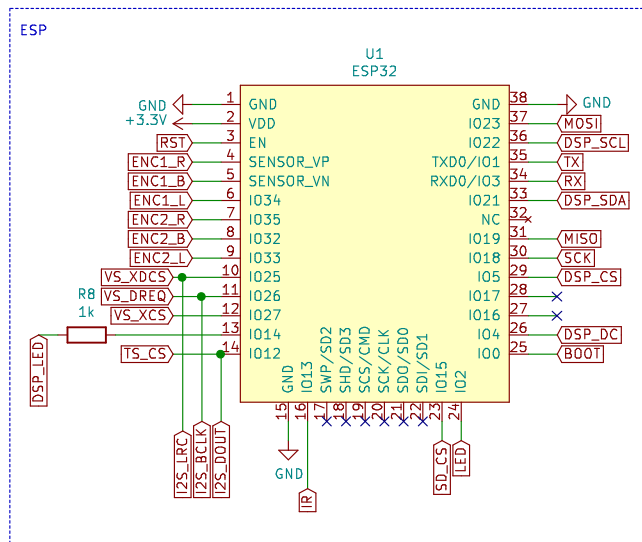 ESP
U1
ESP32
GND 1 GND GND 38 GND
+3.3V 2 VDD IO23 37 MOSI
RST 3 EN IO22 36 DSP_SCL
ENC1_R 4 SENSOR_VP TXD0/IO1 35 TX
ENC1_B 5 SENSOR_VN RXD0/IO3 34 RX
ENC1_L 6 IO34 IO21 33 DSP_SDA
ENC2_R 7 IO35 NC 32
ENC2_B 8 IO32 IO19 31 MISO
ENC2_L 9 IO33 IO18 30 SCK
VS_XDCS 10 IO25 IO5 29 DSP_CS
R8 VS_DREQ 11 IO26 IO17 28
1k VS_XCS 12 IO27 IO16 27
13 IO14 IO4 26 DSP_DC
TS_CS 14 IO12 IO0 25 BOOT
DSP_LED
GND
IO13
SWP/SD2
SHD/SD3
SCS/CMD
SCK/CLK
SDO/SD0
SDI/SD1
IO15
IO2
15
16
17
18
19
20
21
22
23
24
I2S_LRC
I2S_BCLK
I2S_DOUT
GND
IR
SD_CS
LED